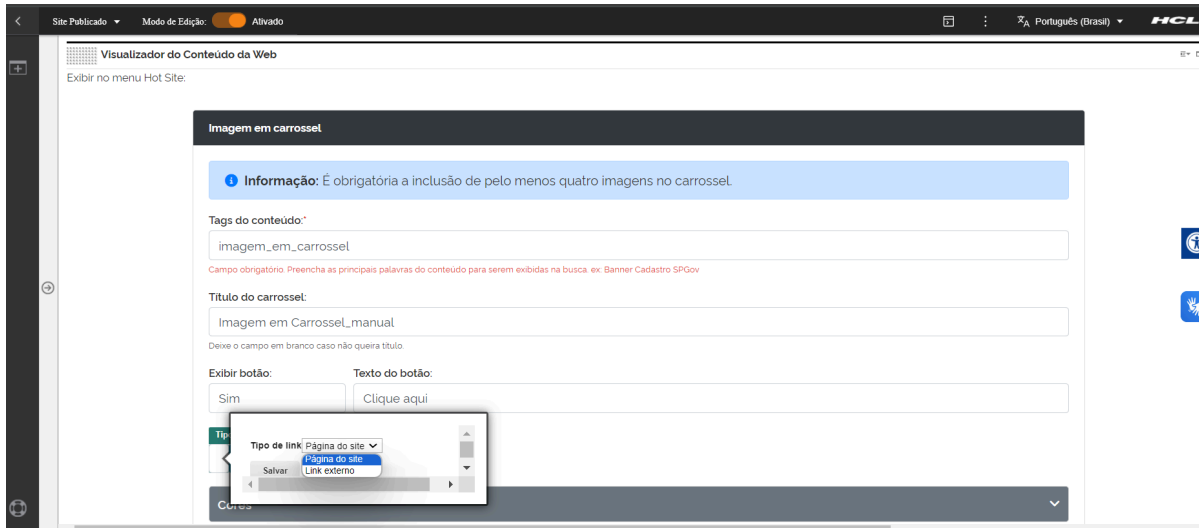 Site Publicado
Modo de Edição: Ativado
Português (Brasil)
HCL
Visualizador do Conteúdo da Web
Exibir no menu Hot Site:
Imagem em carrossel
Informação: É obrigatória a inclusão de pelo menos quatro imagens no carrossel.
Tags do conteúdo:*
imagem_em_carrossel
Campo obrigatório. Preencha as principais palavras do conteúdo para serem exibidas na busca. ex: Banner Cadastro SPGov
Título do carrossel:
Imagem em Carrossel_manual
Deixe o campo em branco caso não queira título.
Exibir botão:
Texto do botão:
Sim
Clique aqui
Tipo de link
Página do site
Página do site
Link externo
Salvar
Cores